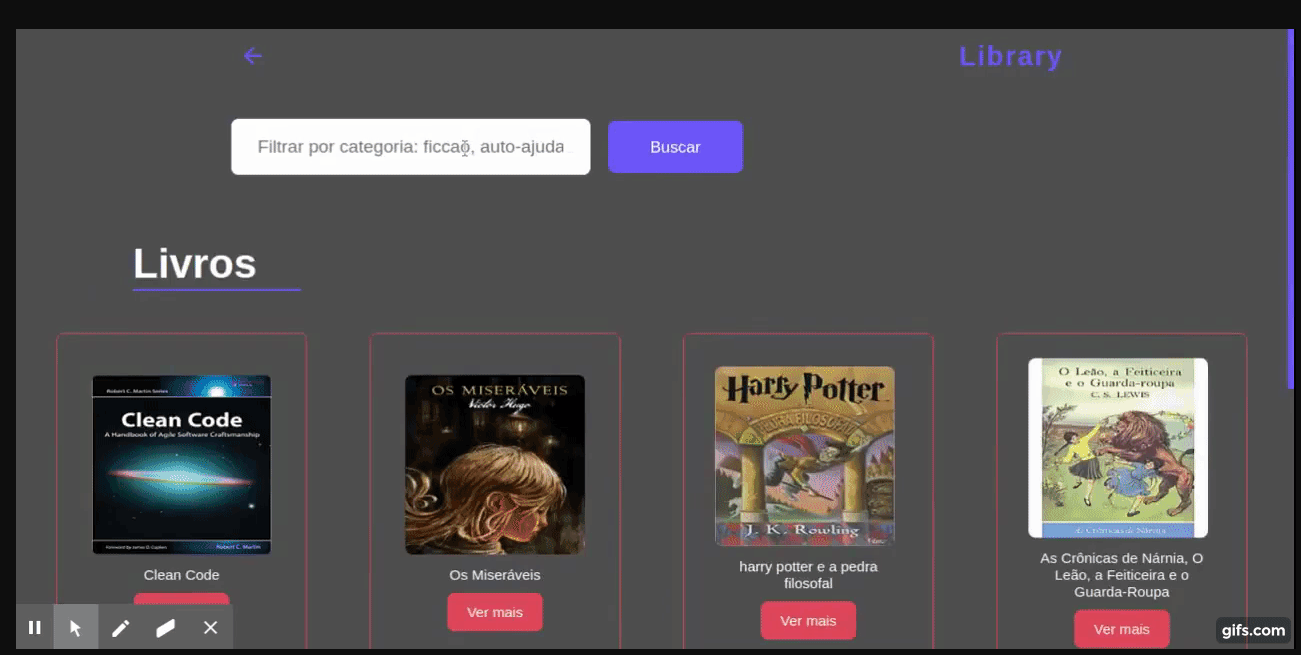 Library
Filtrar por categoria: ficcao, auto-ajuda
Buscar
Livros
Robert C. Martin Series
Clean Code
A Handbook of Agile Software Craftsmanship
Robert C. Martin
Clean Code
OS MISERÁVEIS
Victor Hugo
Os Miseráveis
Ver mais
Harry Potter
J. K. Rowling
harry potter e a pedra
filosofal
Ver mais
O Leão, a Feiticeira
e o Guarda-roupa
C. S. LEWIS
As Crônicas de Nárnia
As Crônicas de Nárnia, O
Leão, a Feiticeira e o
Guarda-Roupa
Ver mais
gifs.com